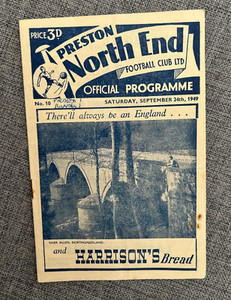 PRICE 3D
PRESTON
North End
FOOTBALL CLUB LTD
OFFICIAL PROGRAMME
No. 10
SATURDAY, SEPTEMBER 24th, 1949
There'll always be an England . . .
NORTHUMBERLAND.
and HARRISON'S Bread